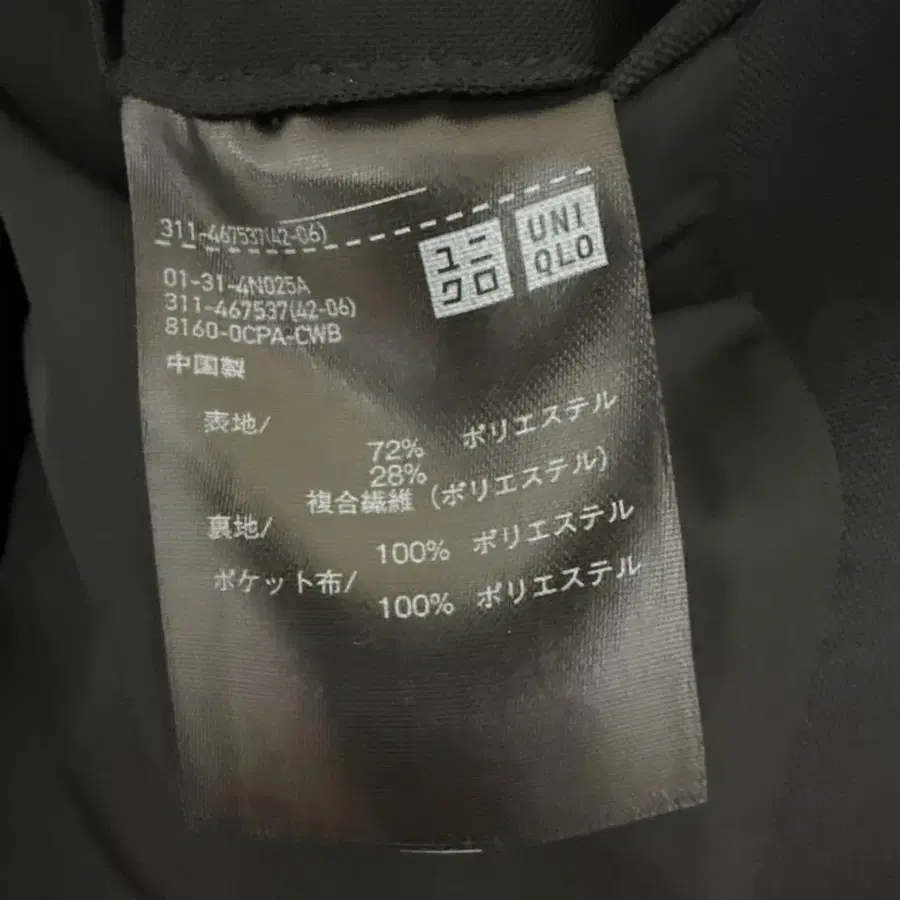 311-467537(42-06)
ユニ
クロ
UNI
QLO
01-31-4N025A
311-467537(42-06)
8160-0CPA-CWB
中国製
表地/
72% ポリエステル
28%
複合繊維(ポリエステル)
裏地/
100% ポリエステル
ポケット布/
100% ポリエステル